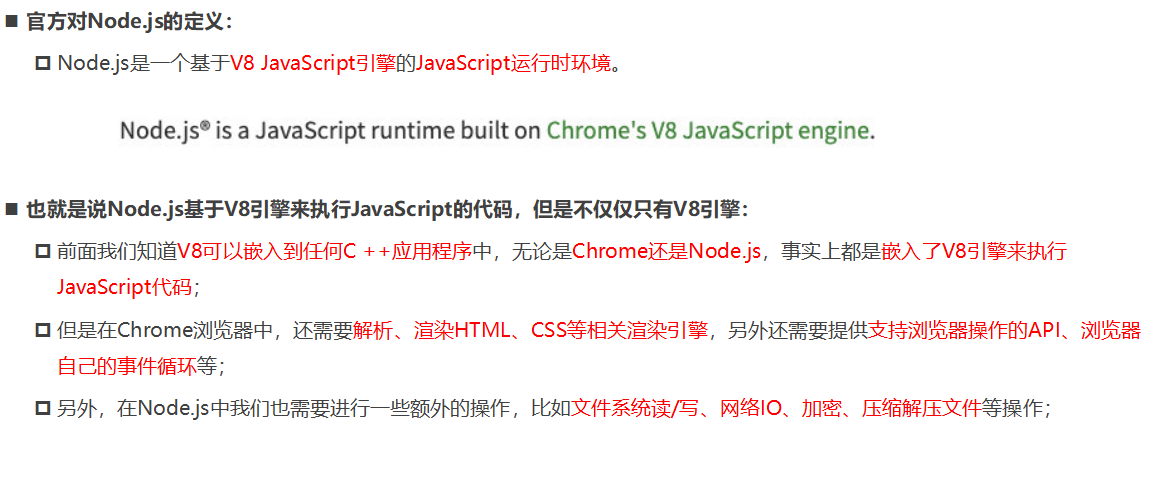 官方对Node.js的定义：
Node.js是一个基于V8 JavaScript引擎的JavaScript运行时环境。
Node.js® is a JavaScript runtime built on Chrome's V8 JavaScript engine.
也就是说Node.js基于V8引擎来执行JavaScript的代码，但是不仅仅只有V8引擎：
前面我们知道V8可以嵌入到任何C ++应用程序中，无论是Chrome还是Node.js，事实上都是嵌入了V8引擎来执行
JavaScript代码；
但是在Chrome浏览器中，还需要解析、渲染HTML、CSS等相关渲染引擎，另外还需要提供支持浏览器操作的API、浏览器
自己的事件循环等；
另外，在Node.js中我们也需要进行一些额外的操作，比如文件系统读/写、网络IO、加密、压缩解压文件等操作；